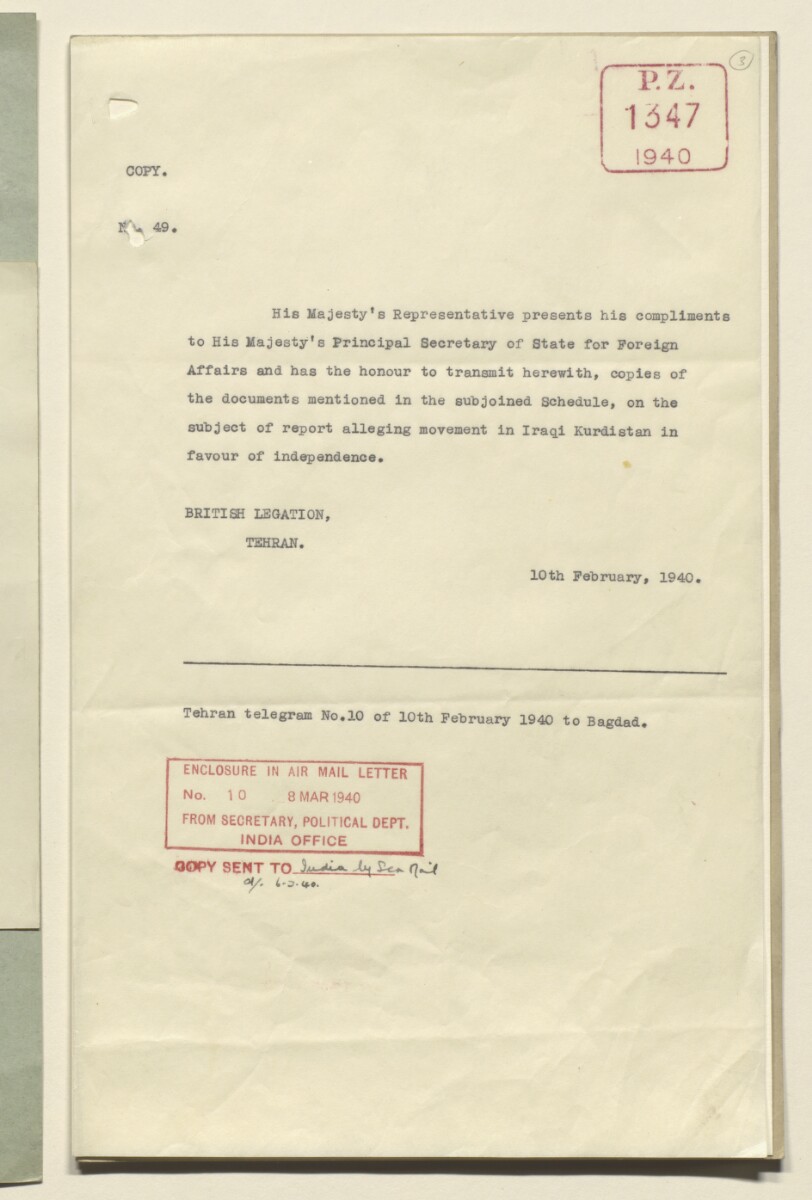 3
P.Z.
1347
1940
COPY.
No. 49.
His Majesty's Representative presents his compliments
to His Majesty's Principal Secretary of State for Foreign
Affairs and has the honour to transmit herewith, copies of
the documents mentioned in the subjoined Schedule, on the
subject of report alleging movement in Iraqi Kurdistan in
favour of independence.
BRITISH LEGATION,
TEHRAN.
10th February, 1940.
Tehran telegram No.10 of 10th February 1940 to Bagdad.
ENCLOSURE IN AIR MAIL LETTER
No. 10 8 MAR 1940
FROM SECRETARY, POLITICAL DEPT.
INDIA OFFICE
COPY SENT TO India by Sea Mail